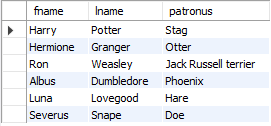 fname lname patronus
Harry Potter Stag
Hermione Granger Otter
Ron Weasley Jack Russell terrier
Albus Dumbledore Phoenix
Luna Lovegood Hare
Severus Snape Doe